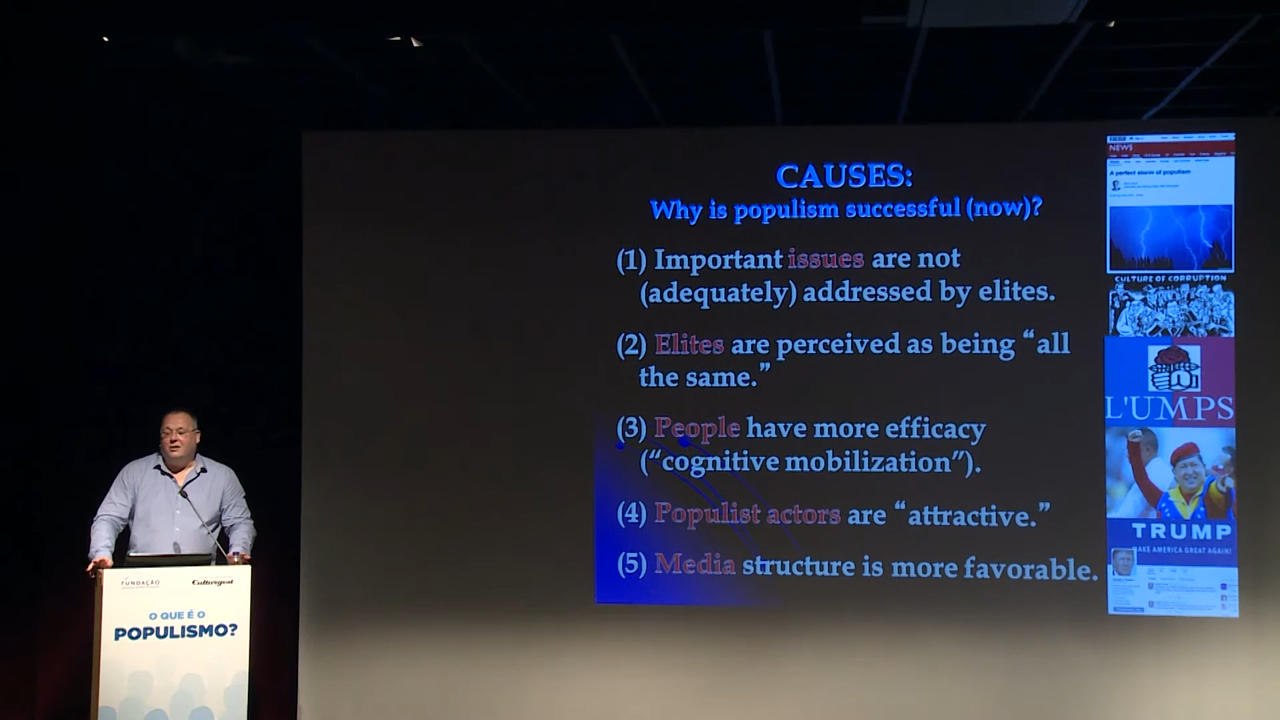 CAUSES:
Why is populism successful (now)?
(1) Important issues are not
(adequately) addressed by elites.
(2) Elites are perceived as being “all
the same.”
(3) People have more efficacy
(“cognitive mobilization”).
(4) Populist actors are “attractive.”
(5) Media structure is more favorable.
NEWS
A perfect storm of populism
CULTURE OF CORRUPTION
L'UMPS
TRUMP
MAKE AMERICA GREAT AGAIN!
FUNDAÇÃO
Culturgest
O QUE É O
POPULISMO?